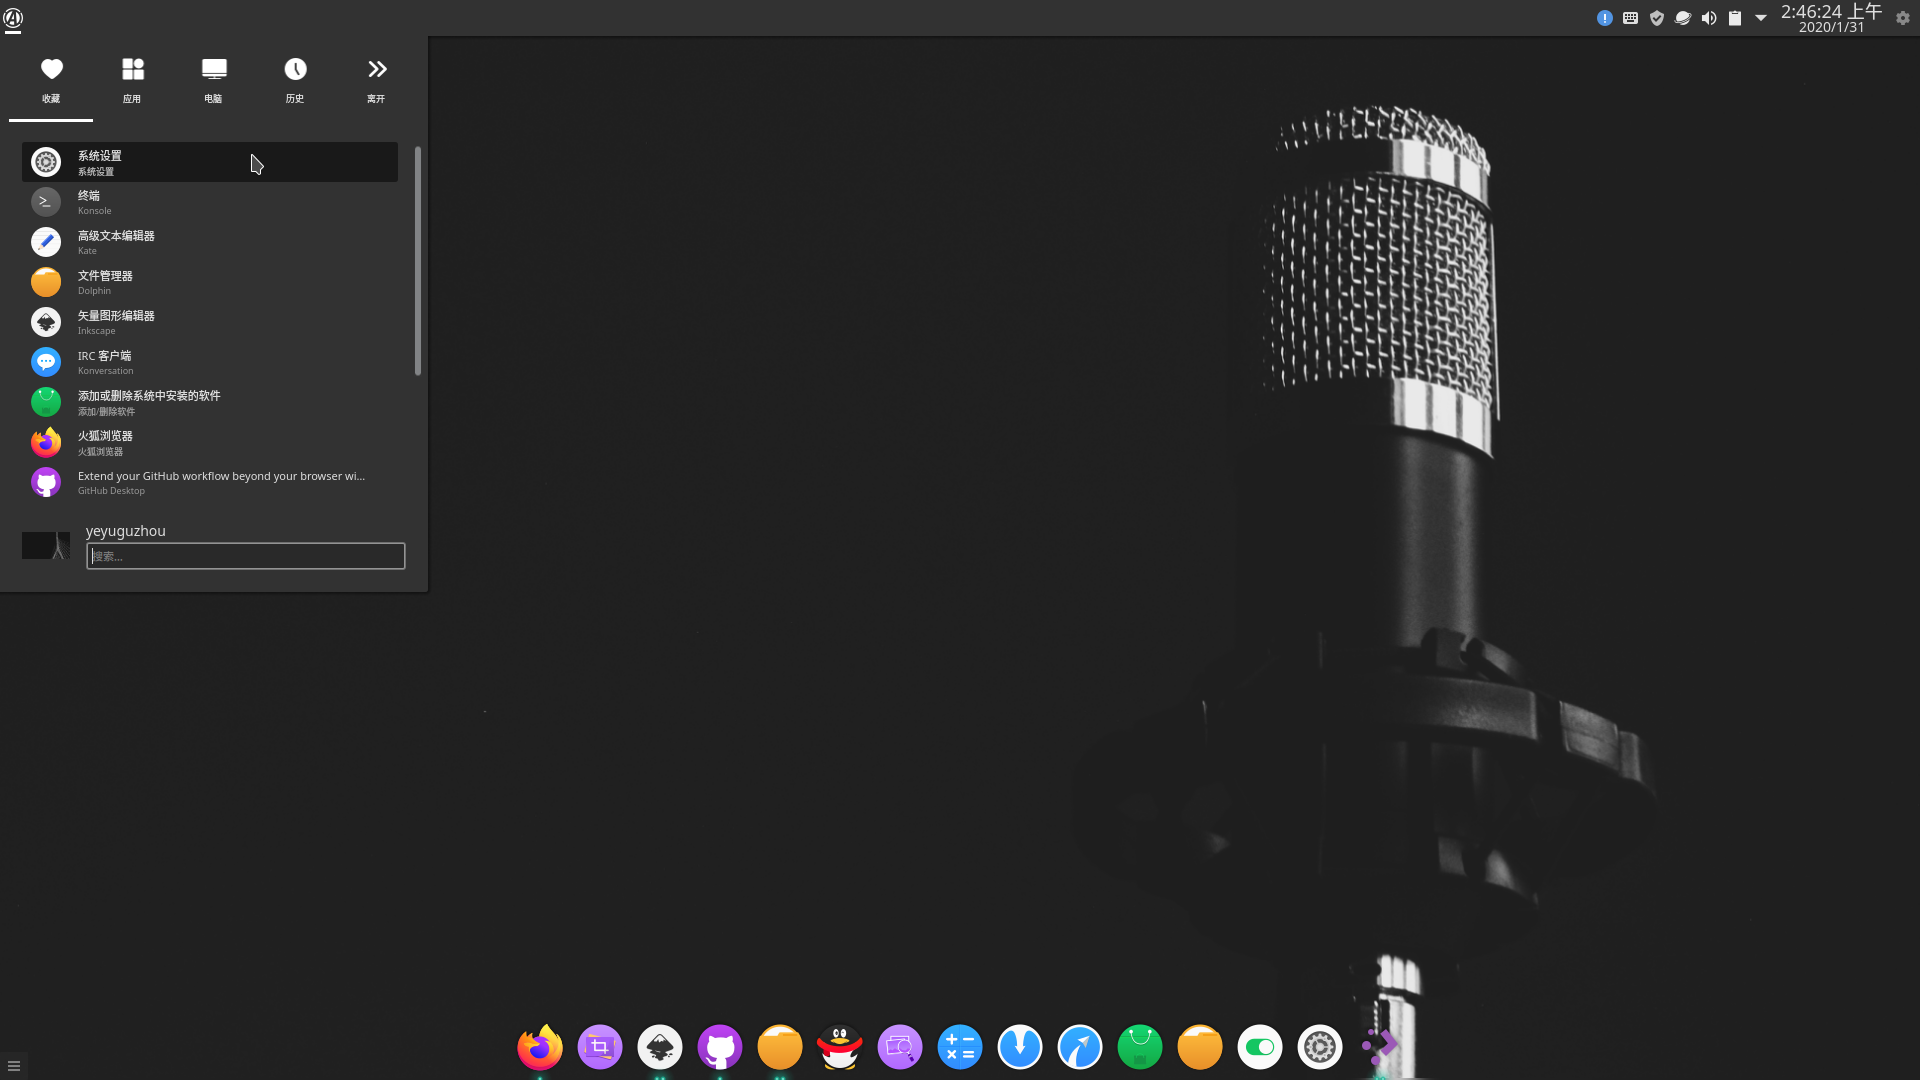 2:46:24 上午
2020/1/31
收藏
应用
电脑
历史
离开
系统设置
系统设置
终端
Konsole
高级文本编辑器
Kate
文件管理器
Dolphin
矢量图形编辑器
Inkscape
IRC 客户端
Konversation
添加或删除系统中安装的软件
添加/删除软件
火狐浏览器
火狐浏览器
Extend your GitHub workflow beyond your browser wi...
GitHub Desktop
yeyuguzhou
搜索...